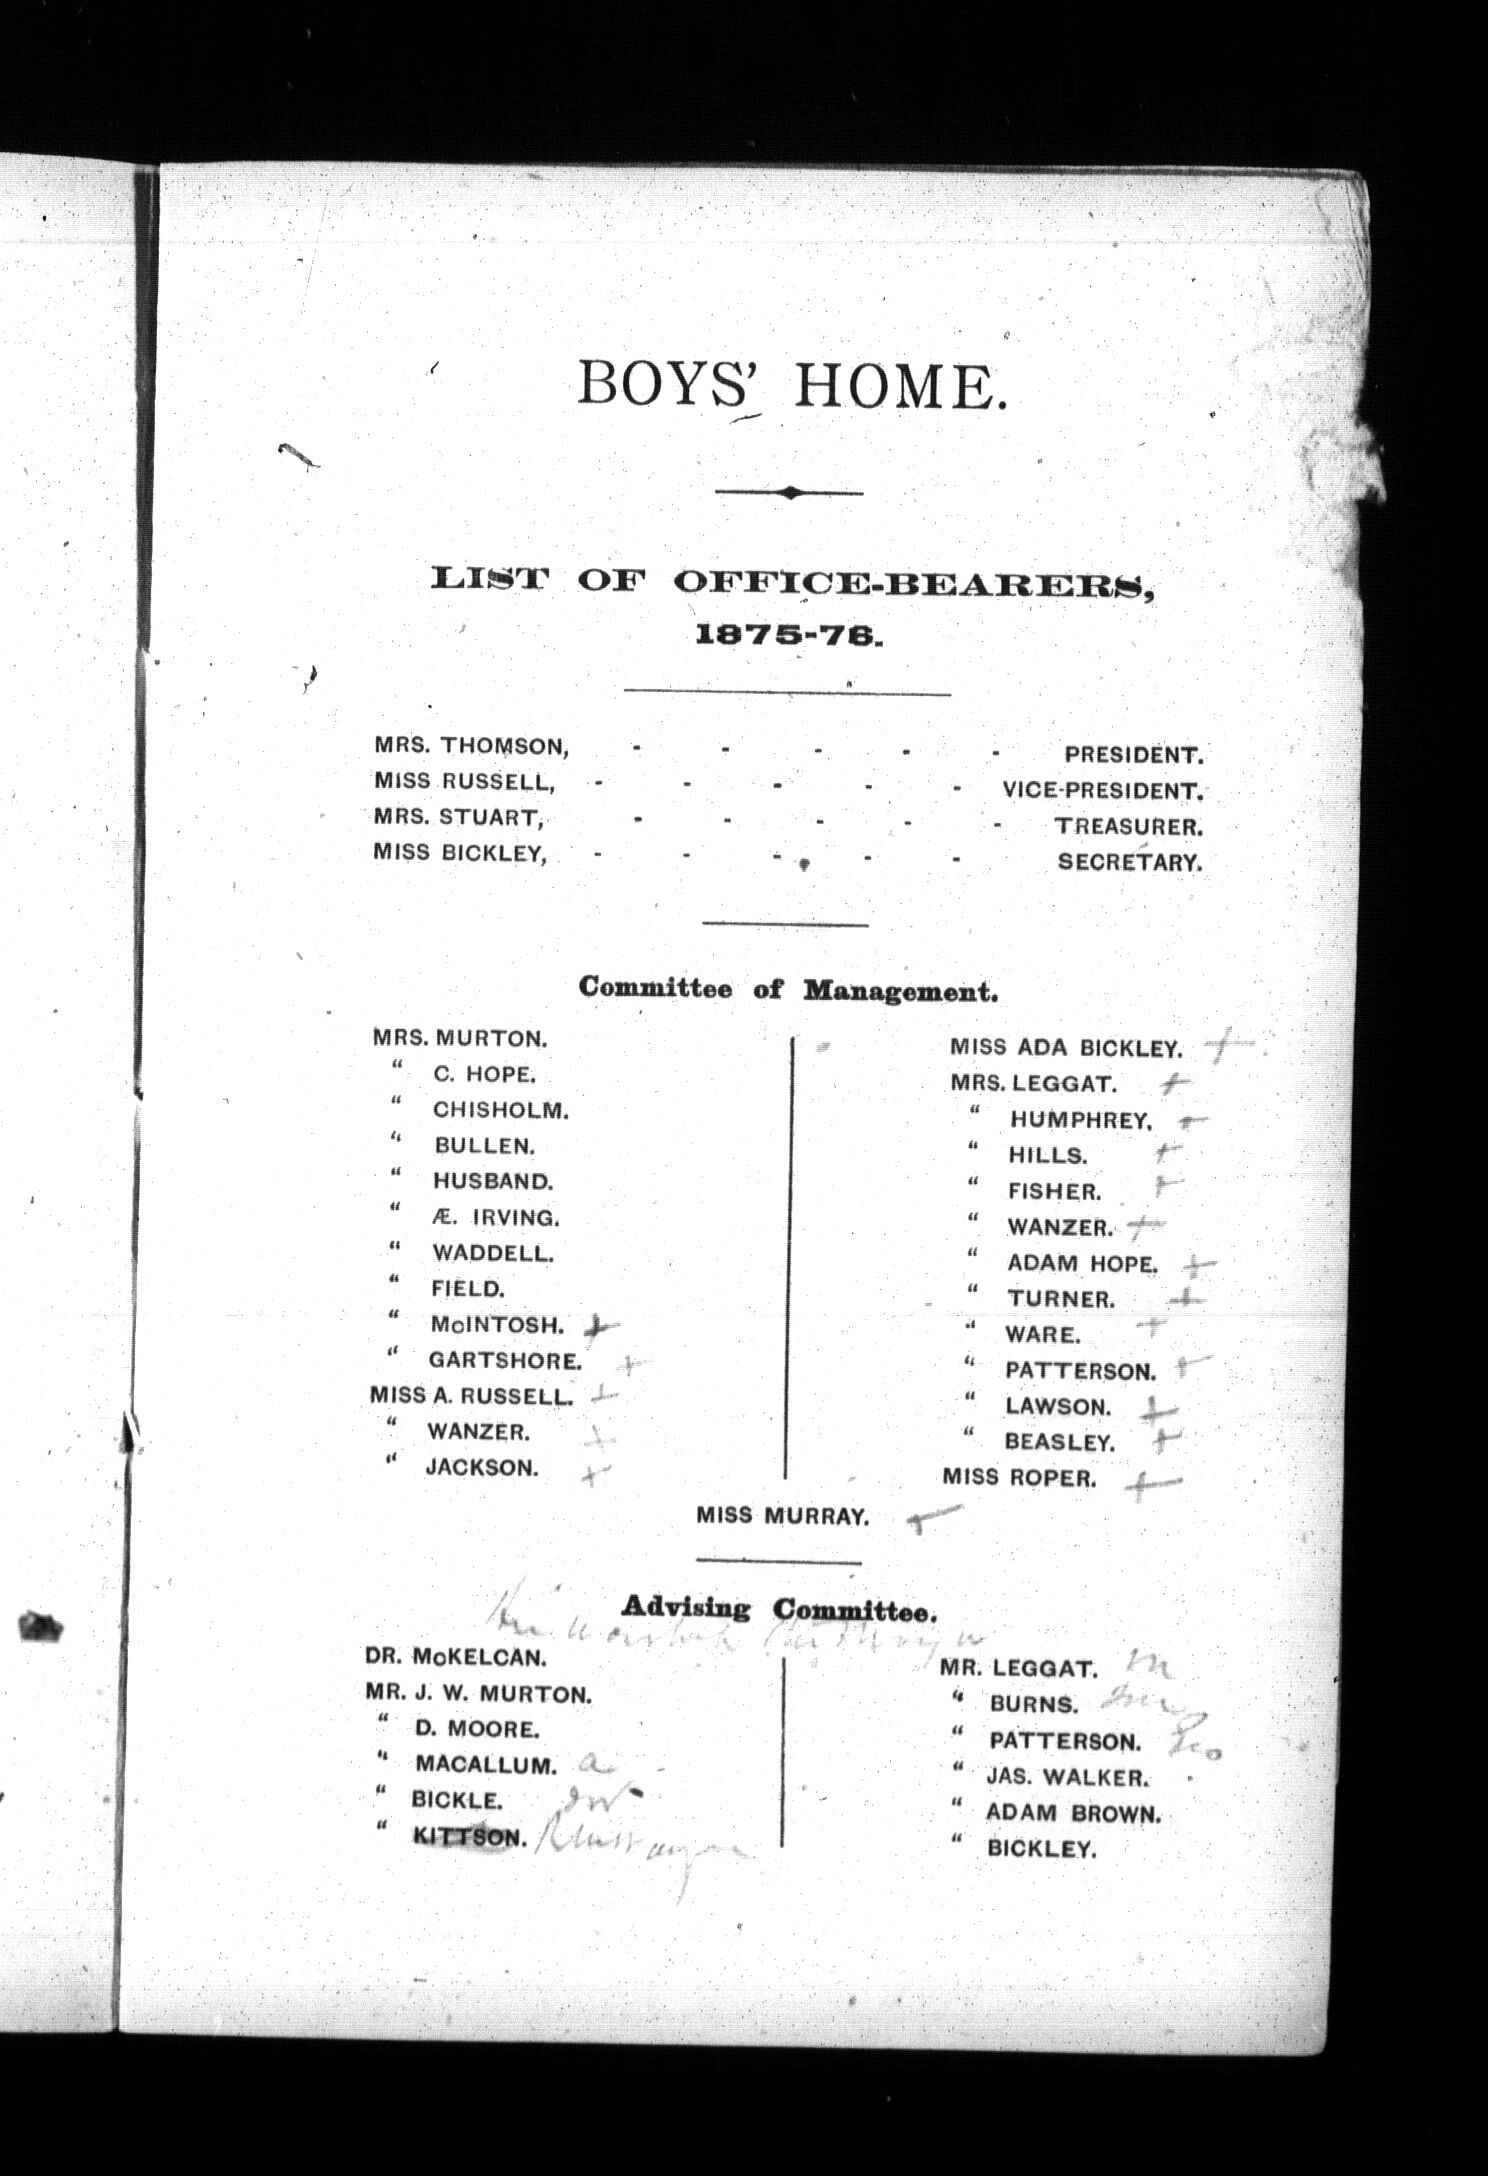 BOYS' HOME.
LIST OF OFFICE-BEARERS,
1875-76.
MRS. THOMSON, - - - - - PRESIDENT.
MISS RUSSELL, - - - - - VICE-PRESIDENT.
MRS. STUART, - - - - - TREASURER.
MISS BICKLEY, - - - - - SECRETARY.
Committee of Management.
MRS. MURTON.
“ C. HOPE.
“ CHISHOLM.
“ BULLEN.
“ HUSBAND.
“ Æ. IRVING.
“ WADDELL.
“ FIELD.
“ McINTOSH. +
“ GARTSHORE. +
MISS A. RUSSELL. +
“ WANZER. +
“ JACKSON. +
MISS ADA BICKLEY. +
MRS. LEGGAT. +
“ HUMPHREY. +
“ HILLS. +
“ FISHER. +
“ WANZER. +
“ ADAM HOPE. +
“ TURNER. +
“ WARE. +
“ PATTERSON. +
“ LAWSON. +
“ BEASLEY. +
MISS ROPER. +
MISS MURRAY. +
Advising Committee.
DR. McKELCAN.
MR. J. W. MURTON.
“ D. MOORE.
“ MACALLUM. a
“ BICKLE.
“ KITTSON.
MR. LEGGAT. m
“ BURNS.
“ PATTERSON.
“ JAS. WALKER.
“ ADAM BROWN.
“ BICKLEY.